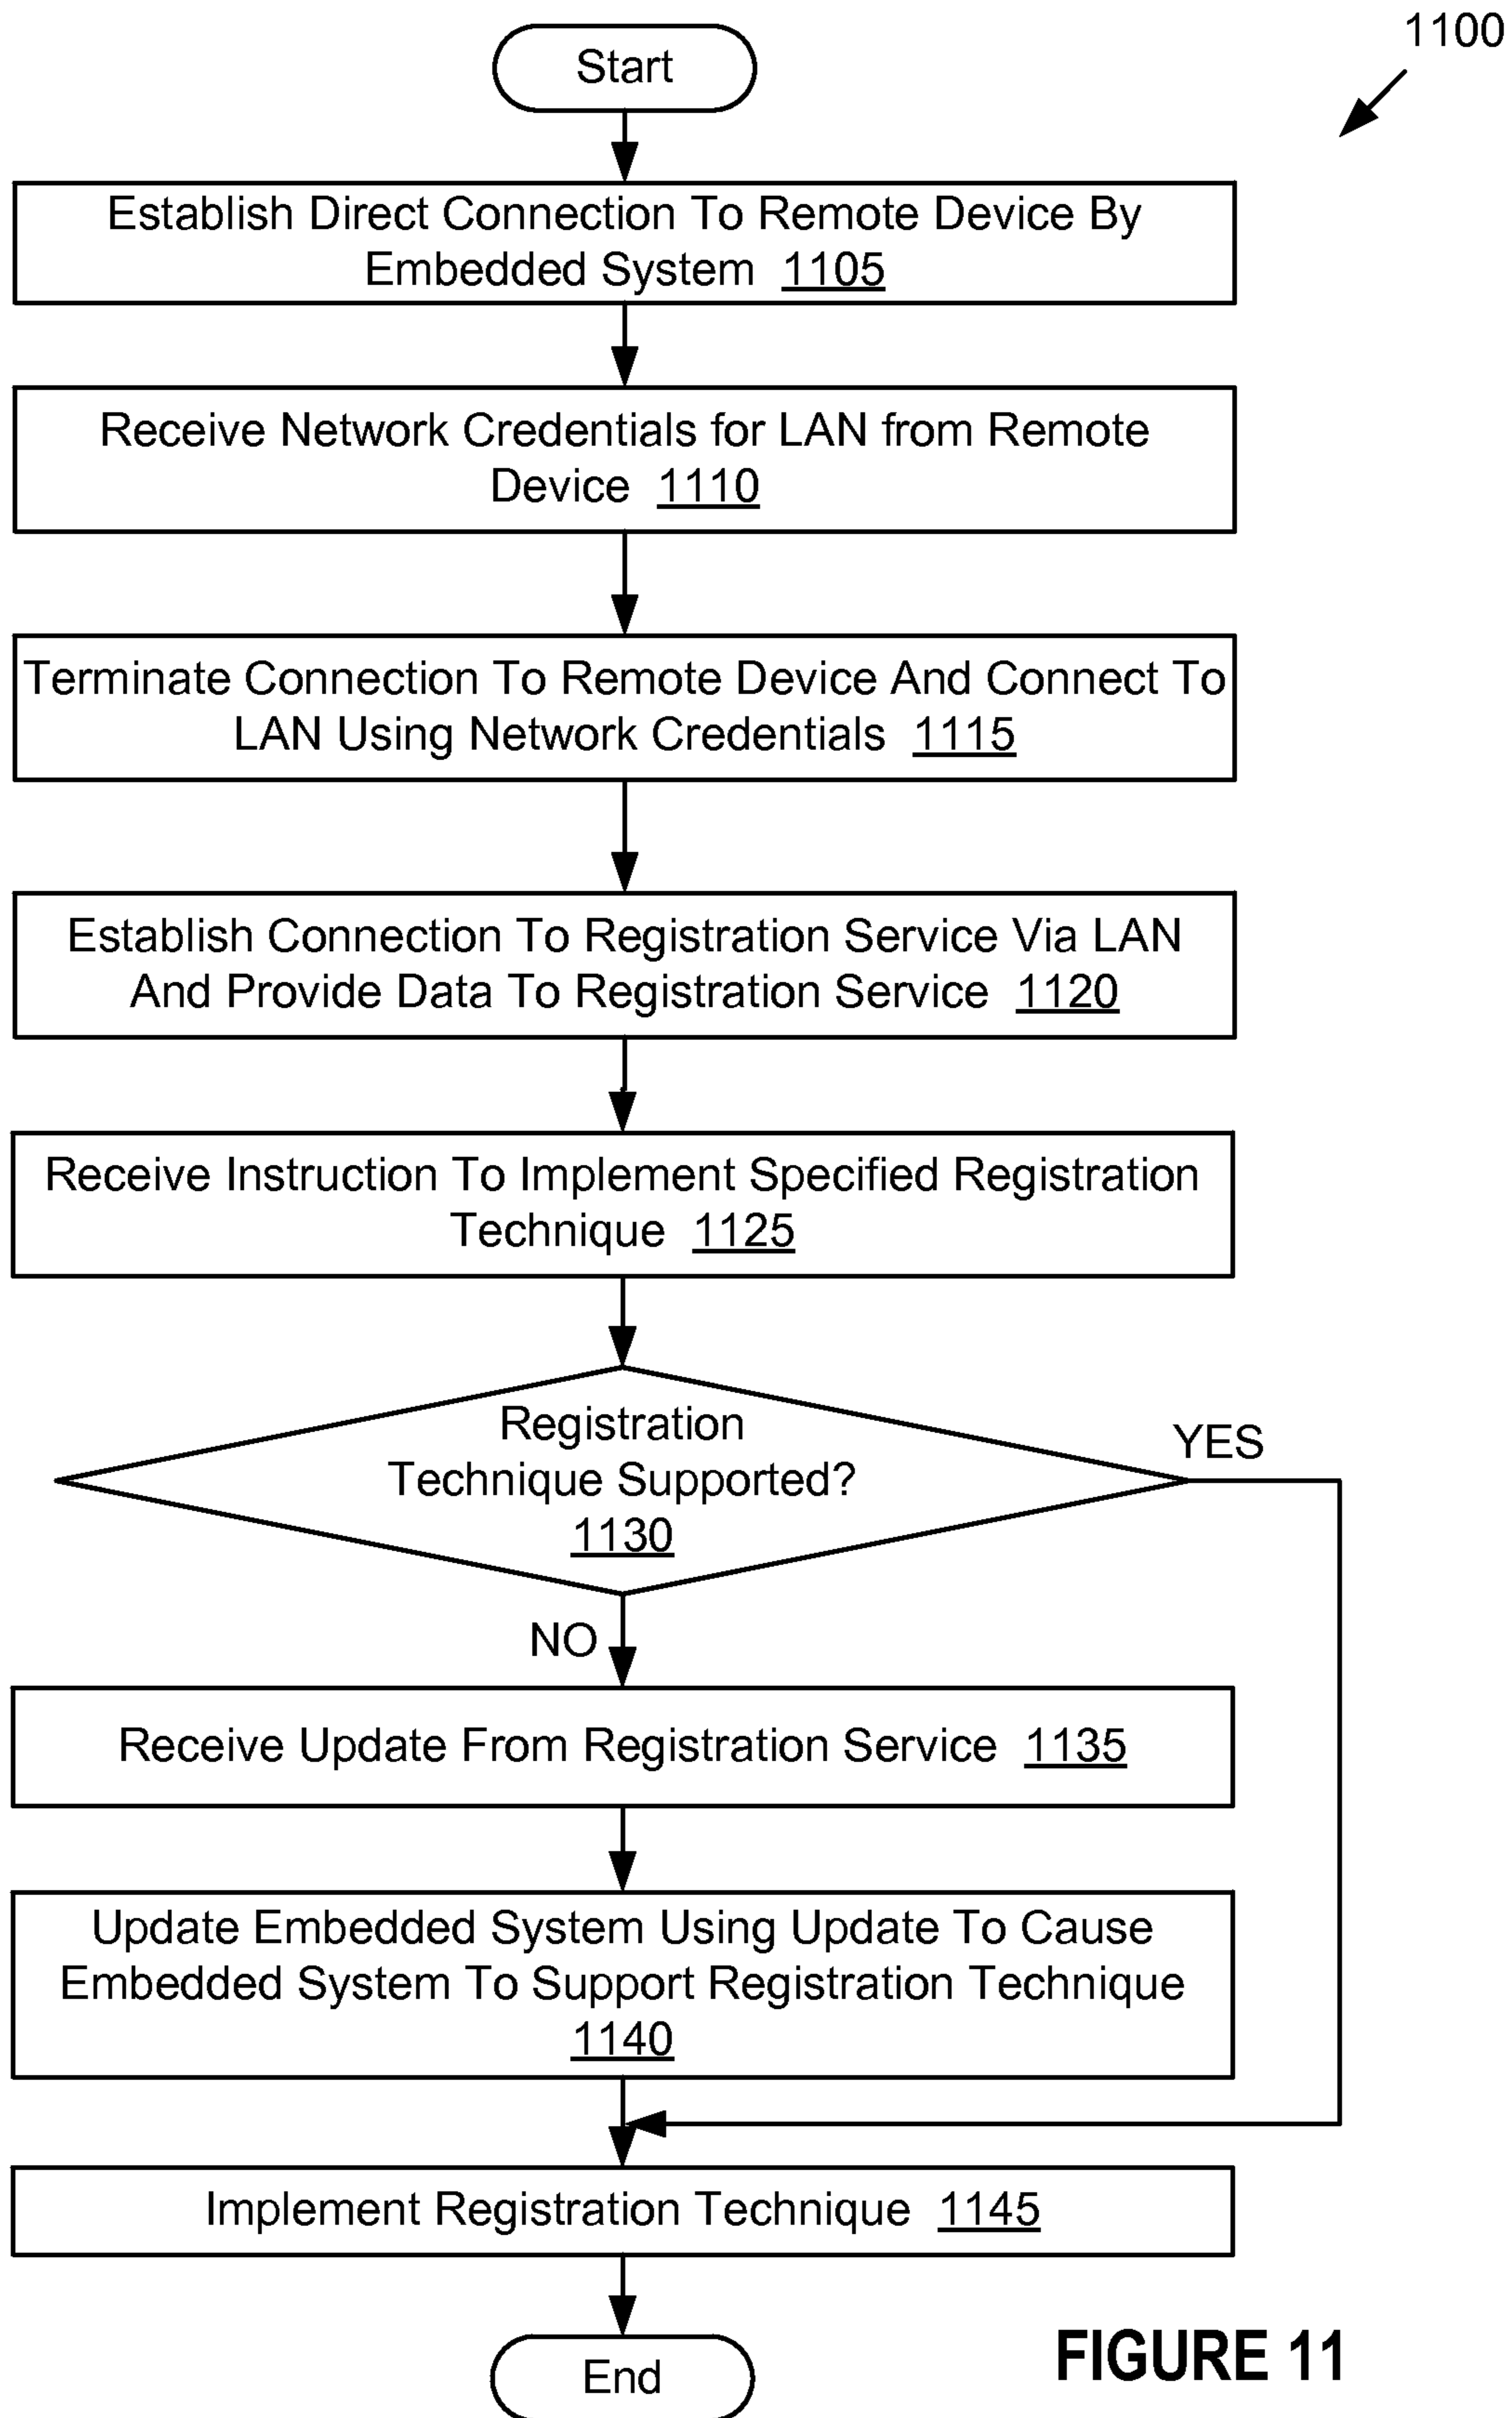 1100
Start
Establish Direct Connection To Remote Device By
Embedded System 1105
Receive Network Credentials for LAN from Remote
Device 1110
Terminate Connection To Remote Device And Connect To
LAN Using Network Credentials 1115
Establish Connection To Registration Service Via LAN
And Provide Data To Registration Service 1120
Receive Instruction To Implement Specified Registration
Technique 1125
Registration
Technique Supported?
1130
YES
NO
Receive Update From Registration Service 1135
Update Embedded System Using Update To Cause
Embedded System To Support Registration Technique
1140
Implement Registration Technique 1145
End
FIGURE 11